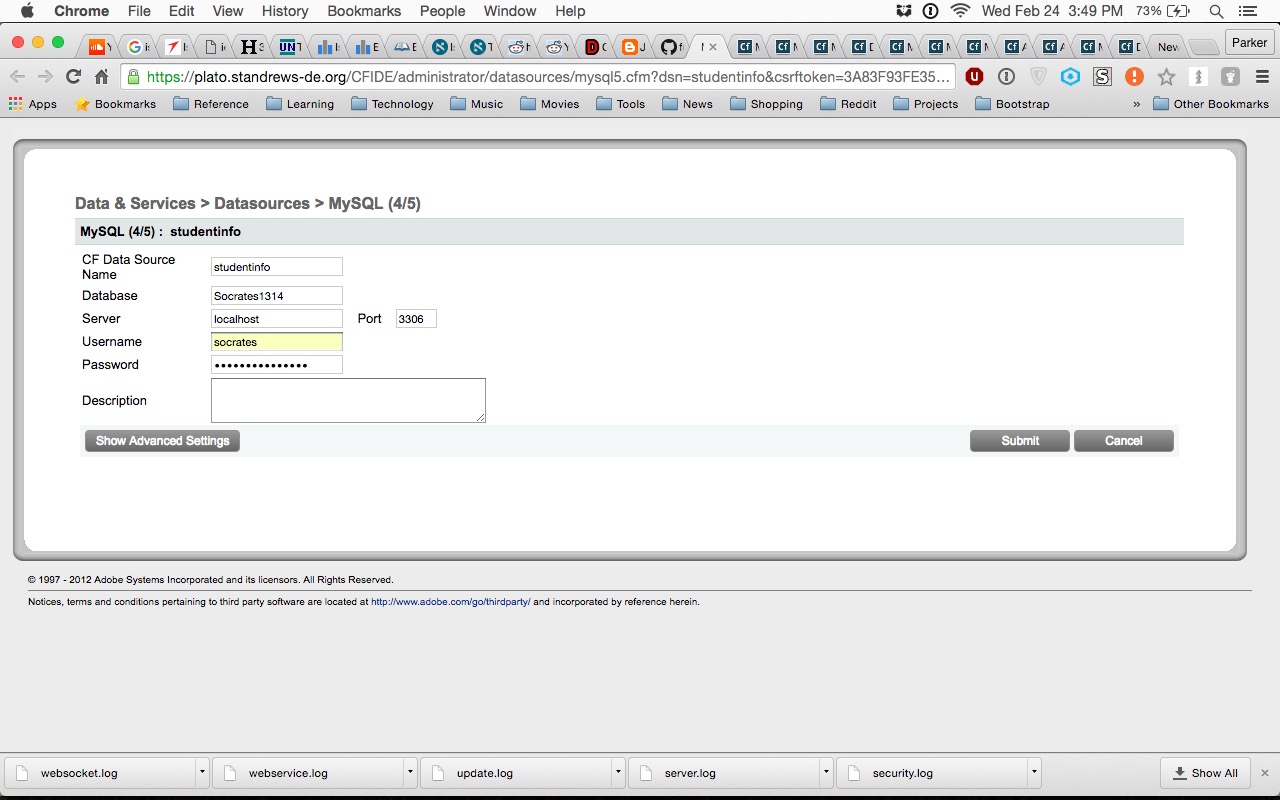 Chrome File Edit View History Bookmarks People Window Help Wed Feb 24 3:49 PM 73%
New Parker
https://plato.standrews-de.org/CFIDE/administrator/datasources/mysql5.cfm?dsn=studentinfo&csrftoken=3A83F93FE35...
Apps Bookmarks Reference Learning Technology Music Movies Tools News Shopping Reddit Projects Bootstrap » Other Bookmarks
Data & Services > Datasources > MySQL (4/5)
MySQL (4/5) : studentinfo
CF Data Source Name studentinfo
Database Socrates1314
Server localhost Port 3306
Username socrates
Password •••••••••••••••
Description
Show Advanced Settings Submit Cancel
© 1997 - 2012 Adobe Systems Incorporated and its licensors. All Rights Reserved.
Notices, terms and conditions pertaining to third party software are located at http://www.adobe.com/go/thirdparty/ and incorporated by reference herein.
websocket.log webservice.log update.log server.log security.log Show All